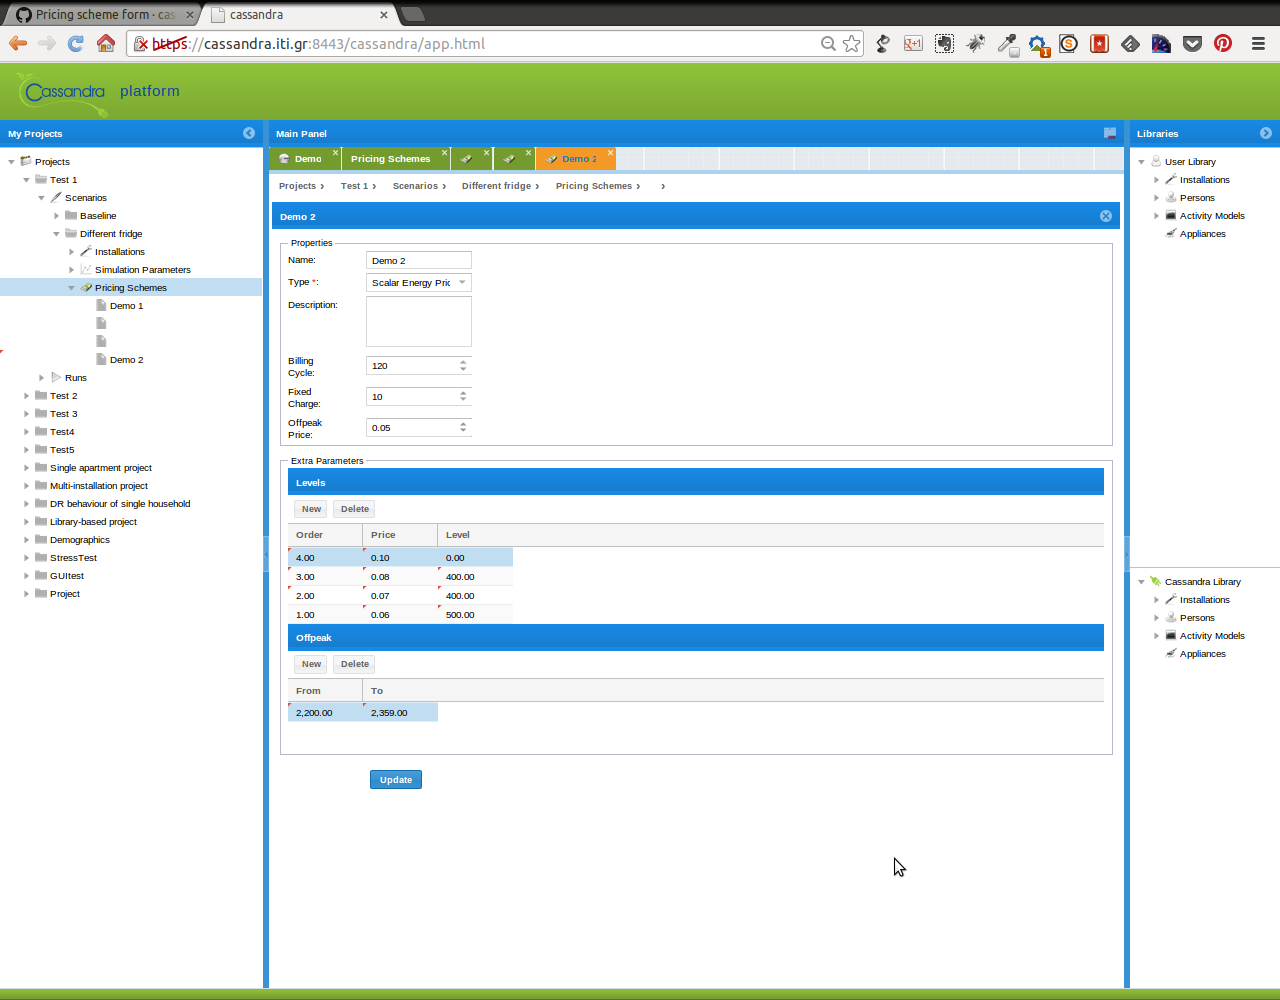 Pricing scheme form · cas
cassandra
https://cassandra.iti.gr:8443/cassandra/app.html
Cassandra platform
My Projects
Projects
Test 1
Scenarios
Baseline
Different fridge
Installations
Simulation Parameters
Pricing Schemes
Demo 1
Demo 2
Runs
Test 2
Test 3
Test4
Test5
Single apartment project
Multi-installation project
DR behaviour of single household
Library-based project
Demographics
StressTest
GUItest
Project
Main Panel
Demo
Pricing Schemes
Demo 2
Projects › Test 1 › Scenarios › Different fridge › Pricing Schemes › ›
Demo 2
Properties
Name: Demo 2
Type *: Scalar Energy Pric
Description:
Billing
Cycle: 120
Fixed
Charge: 10
Offpeak
Price: 0.05
Extra Parameters
Levels
New Delete
Order Price Level
4.00 0.10 0.00
3.00 0.08 400.00
2.00 0.07 400.00
1.00 0.06 500.00
Offpeak
New Delete
From To
2,200.00 2,359.00
Update
Libraries
User Library
Installations
Persons
Activity Models
Appliances
Cassandra Library
Installations
Persons
Activity Models
Appliances